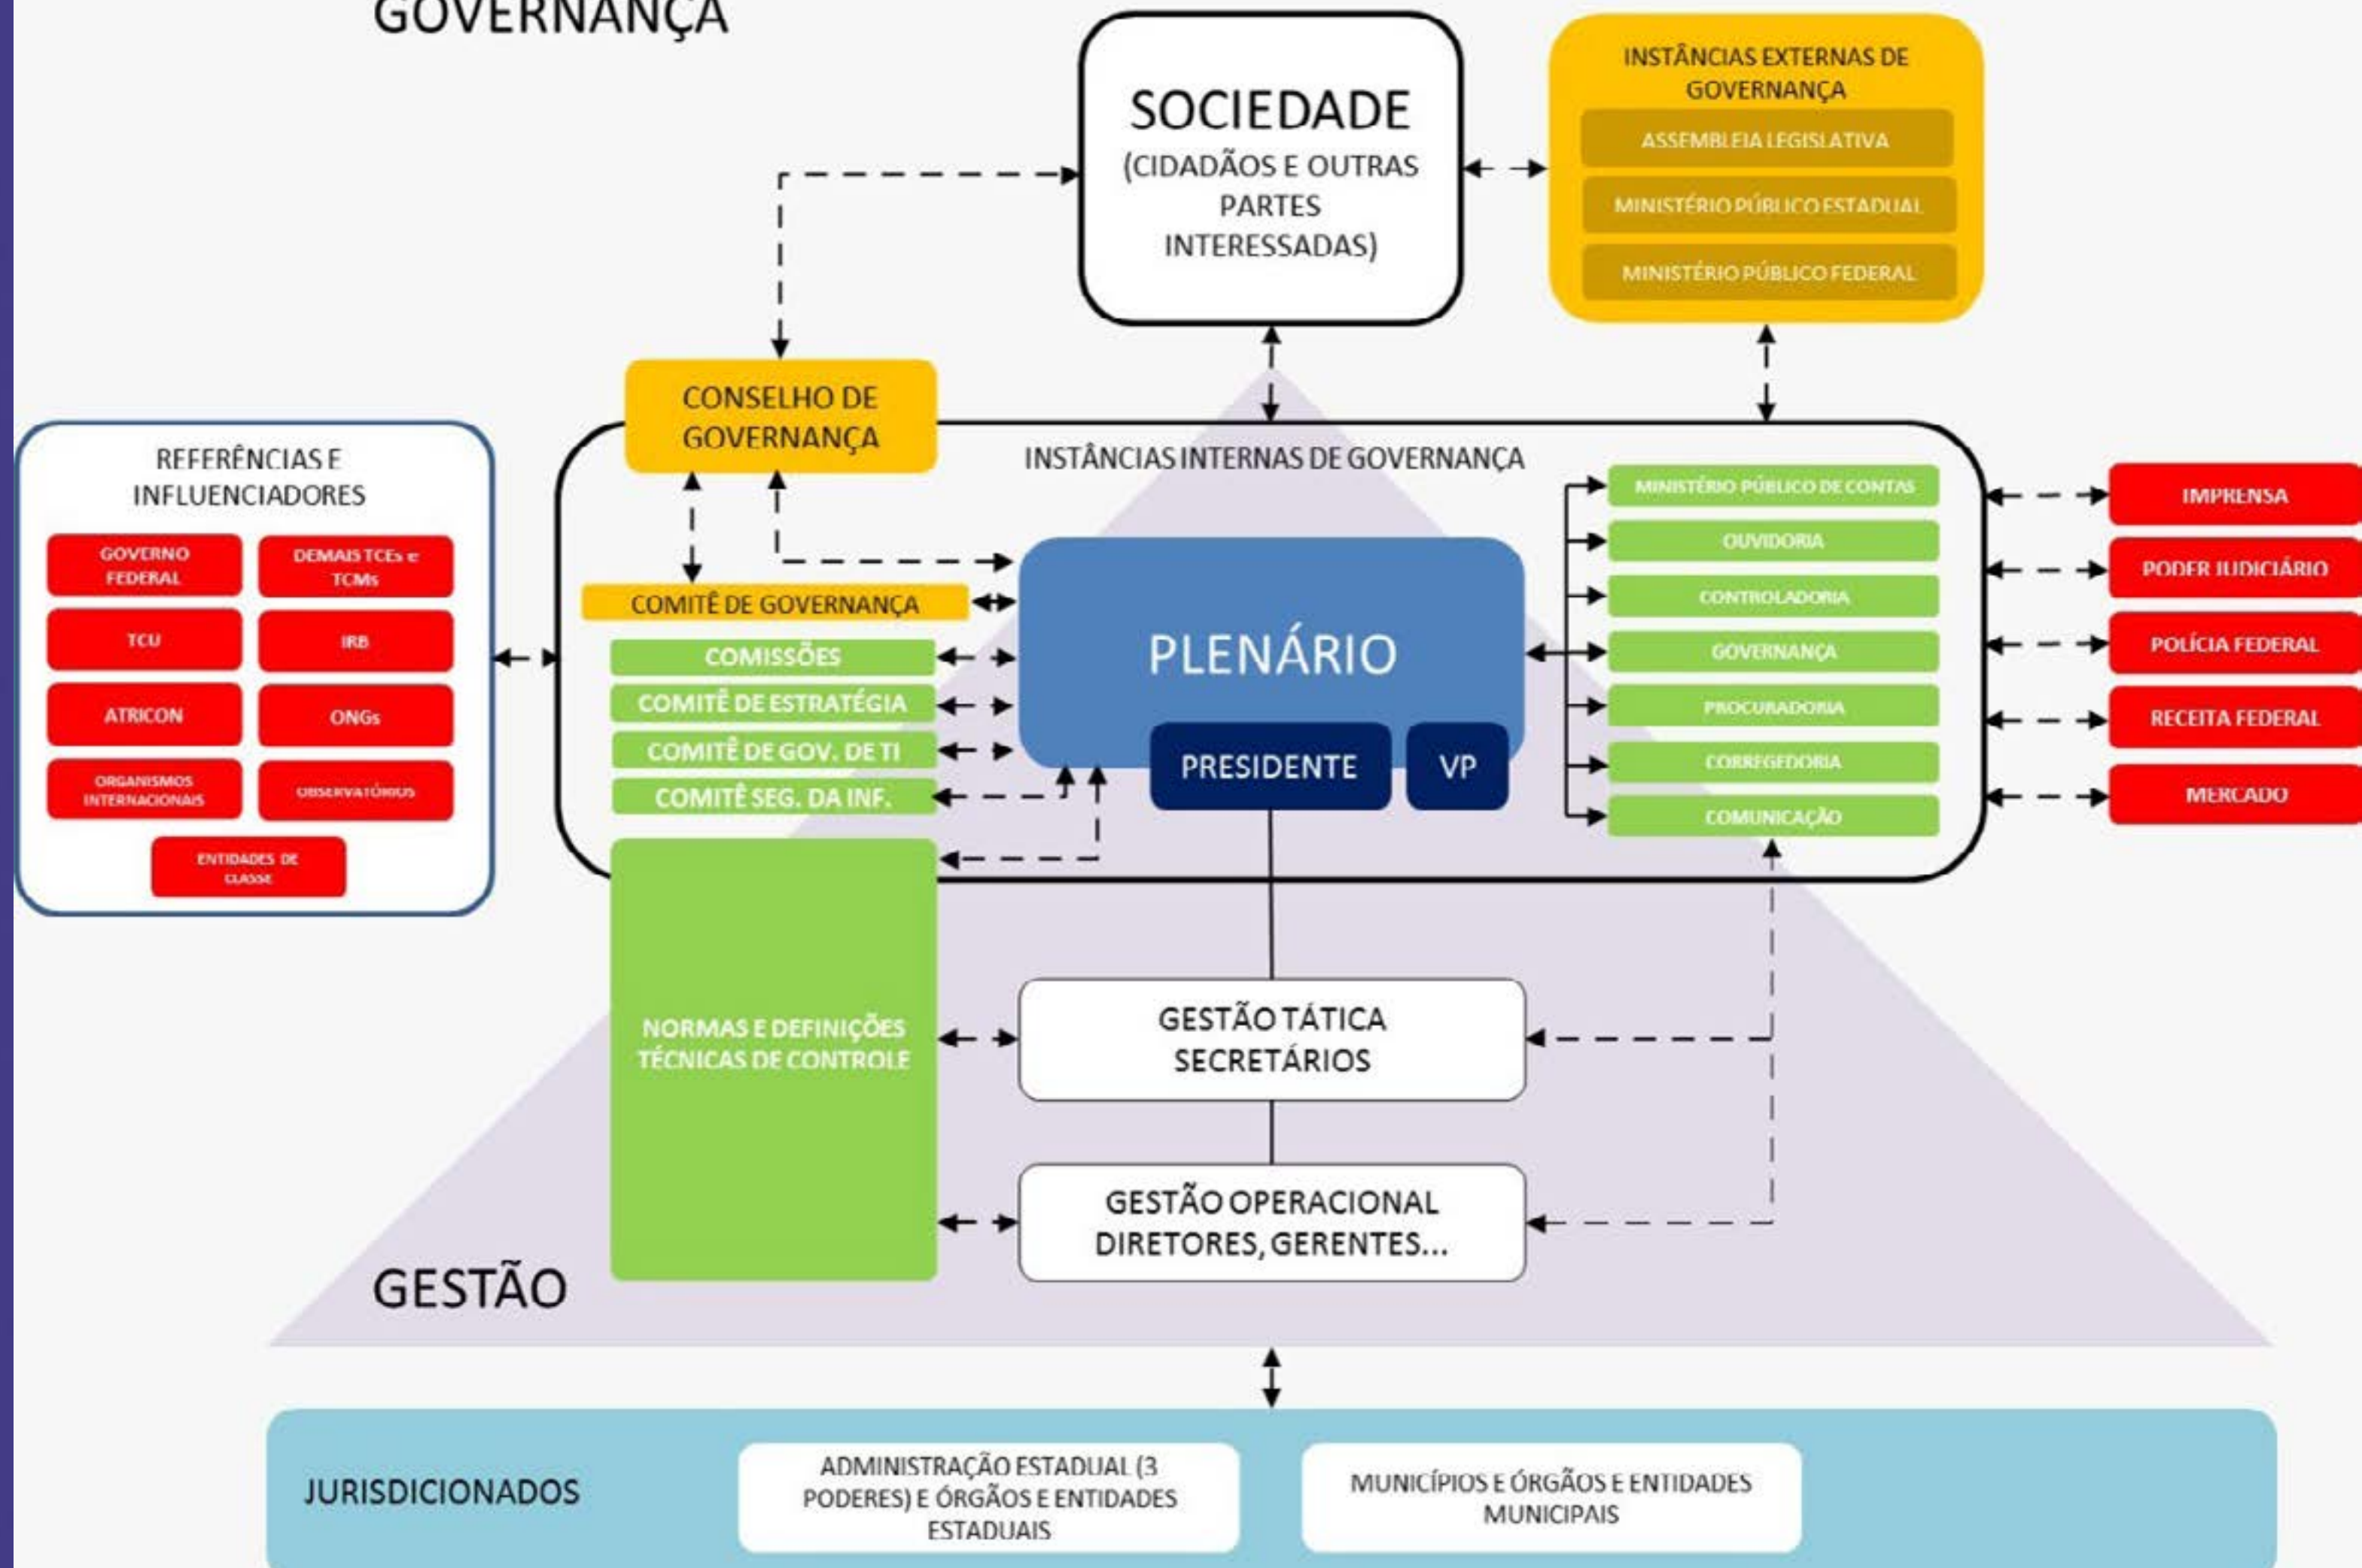 GOVERNANÇA
SOCIEDADE
(CIDADÃOS E OUTRAS
PARTES
INTERESSADAS)
INSTÂNCIAS EXTERNAS DE
GOVERNANÇA
ASSEMBLEIA LEGISLATIVA
MINISTÉRIO PÚBLICO ESTADUAL
MINISTÉRIO PÚBLICO FEDERAL
CONSELHO DE
GOVERNANÇA
REFERÊNCIAS E
INFLUENCIADORES
GOVERNO
FEDERAL
DEMAIS TCEs e
TCMs
TCU
IRB
ATRICON
ONGs
ORGANISMOS
INTERNACIONAIS
OBSERVATÓRIOS
ENTIDADES DE
CLASSE
INSTÂNCIAS INTERNAS DE GOVERNANÇA
COMITÊ DE GOVERNANÇA
COMISSÕES
COMITÊ DE ESTRATÉGIA
COMITÊ DE GOV. DE TI
COMITÊ SEG. DA INF.
PLENÁRIO
PRESIDENTE
VP
MINISTÉRIO PÚBLICO DE CONTAS
OUVIDORIA
CONTROLADORIA
GOVERNANÇA
PROCURADORIA
CORREGEDORIA
COMUNICAÇÃO
IMPRENSA
PODER JUDICIÁRIO
POLÍCIA FEDERAL
RECEITA FEDERAL
MERCADO
NORMAS E DEFINIÇÕES
TÉCNICAS DE CONTROLE
GESTÃO TÁTICA
SECRETÁRIOS
GESTÃO OPERACIONAL
DIRETORES, GERENTES...
GESTÃO
JURISDICIONADOS
ADMINISTRAÇÃO ESTADUAL (3
PODERES) E ÓRGÃOS E ENTIDADES
ESTADUAIS
MUNICÍPIOS E ÓRGÃOS E ENTIDADES
MUNICIPAIS